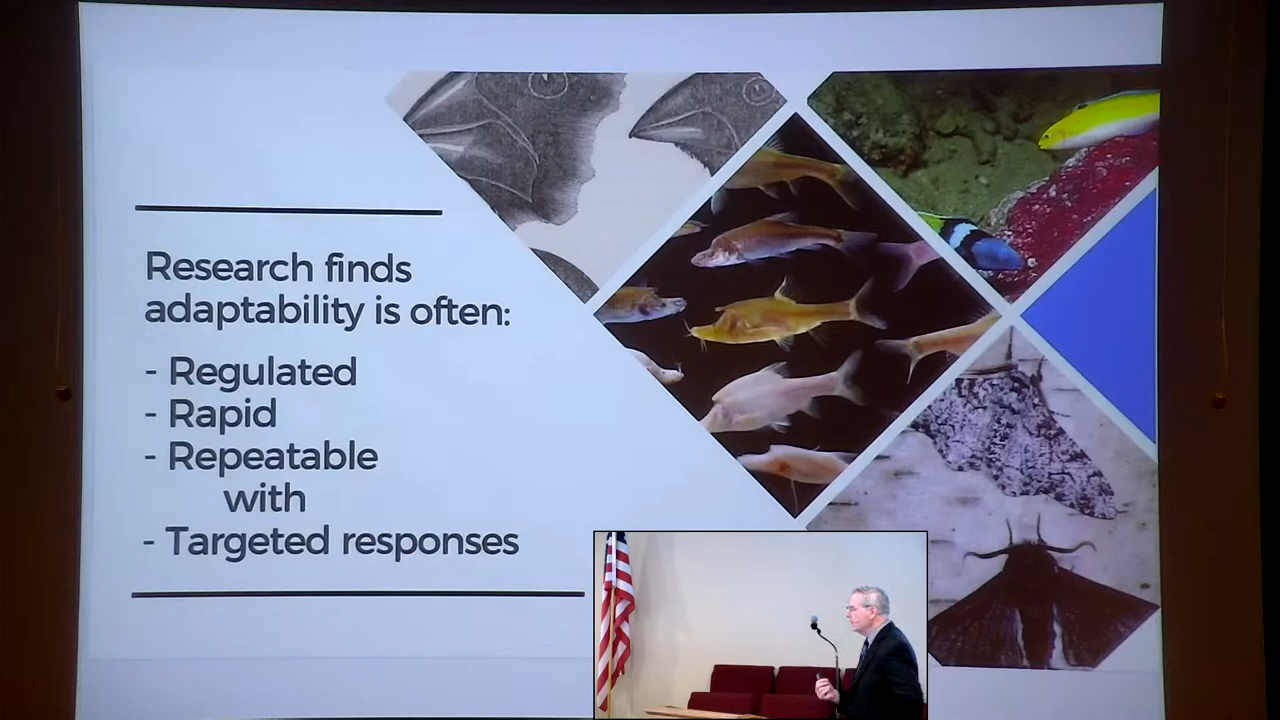 Research finds
adaptability is often:
- Regulated
- Rapid
- Repeatable
with
- Targeted responses